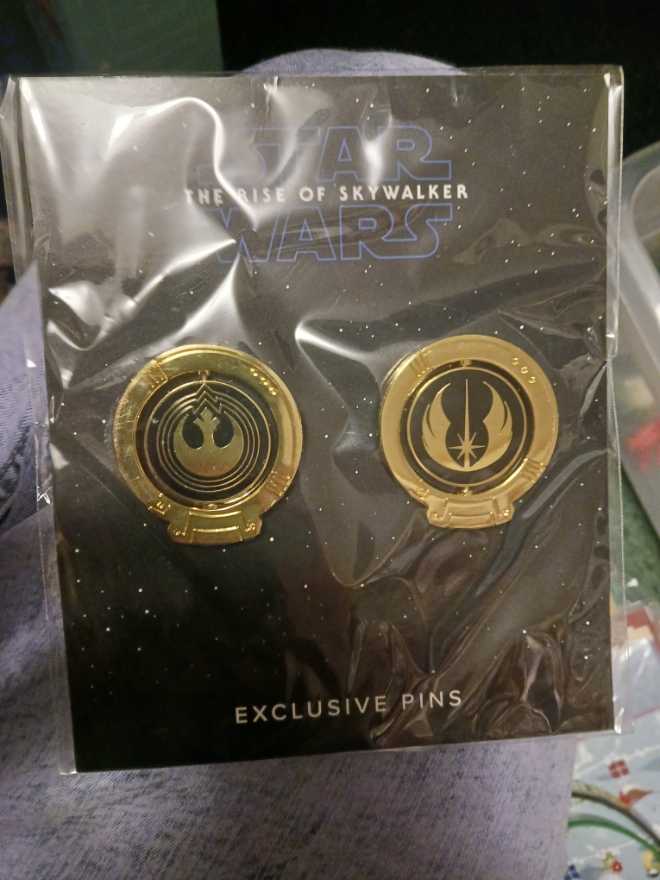 STAR
THE RISE OF SKYWALKER
WARS
EXCLUSIVE PINS